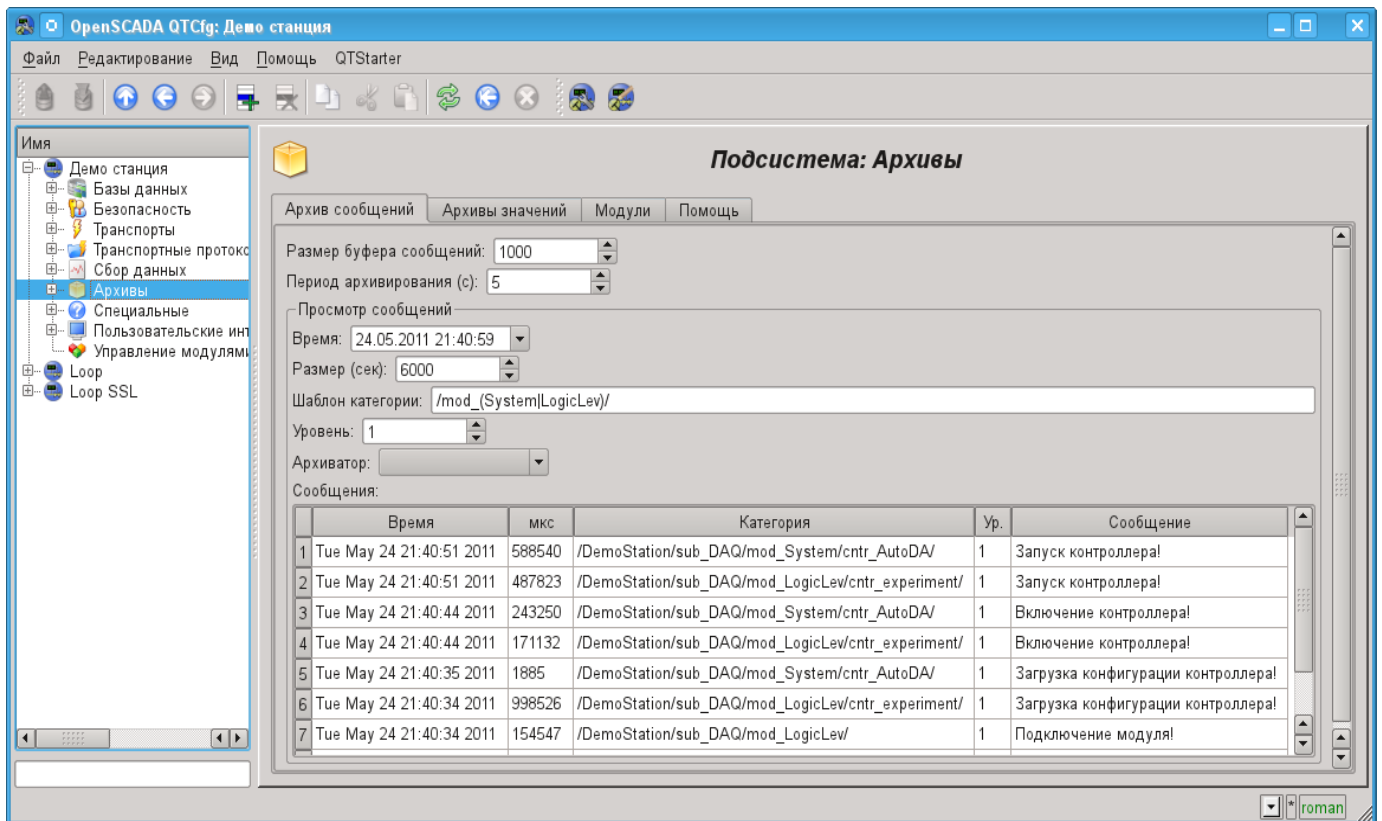 OpenSCADA QTCfg: Демо станция
Файл Редактирование Вид Помощь QTStarter
Имя
Демо станция
Базы данных
Безопасность
Транспорты
Транспортные протокс
Сбор данных
Архивы
Специальные
Пользовательские инт
Управление модулями
Loop
Loop SSL
Подсистема: Архивы
Архив сообщений Архивы значений Модули Помощь
Размер буфера сообщений: 1000
Период архивирования (с): 5
Просмотр сообщений
Время: 24.05.2011 21:40:59
Размер (сек): 6000
Шаблон категории: /mod_(System|LogicLev)/
Уровень: 1
Архиватор:
Сообщения:
Время мкс Категория Ур. Сообщение
1 Tue May 24 21:40:51 2011 588540 /DemoStation/sub_DAQ/mod_System/cntr_AutoDA/ 1 Запуск контроллера!
2 Tue May 24 21:40:51 2011 487823 /DemoStation/sub_DAQ/mod_LogicLev/cntr_experiment/ 1 Запуск контроллера!
3 Tue May 24 21:40:44 2011 243250 /DemoStation/sub_DAQ/mod_System/cntr_AutoDA/ 1 Включение контроллера!
4 Tue May 24 21:40:44 2011 171132 /DemoStation/sub_DAQ/mod_LogicLev/cntr_experiment/ 1 Включение контроллера!
5 Tue May 24 21:40:35 2011 1885 /DemoStation/sub_DAQ/mod_System/cntr_AutoDA/ 1 Загрузка конфигурации контроллера!
6 Tue May 24 21:40:34 2011 998526 /DemoStation/sub_DAQ/mod_LogicLev/cntr_experiment/ 1 Загрузка конфигурации контроллера!
7 Tue May 24 21:40:34 2011 154547 /DemoStation/sub_DAQ/mod_LogicLev/ 1 Подключение модуля!
* roman